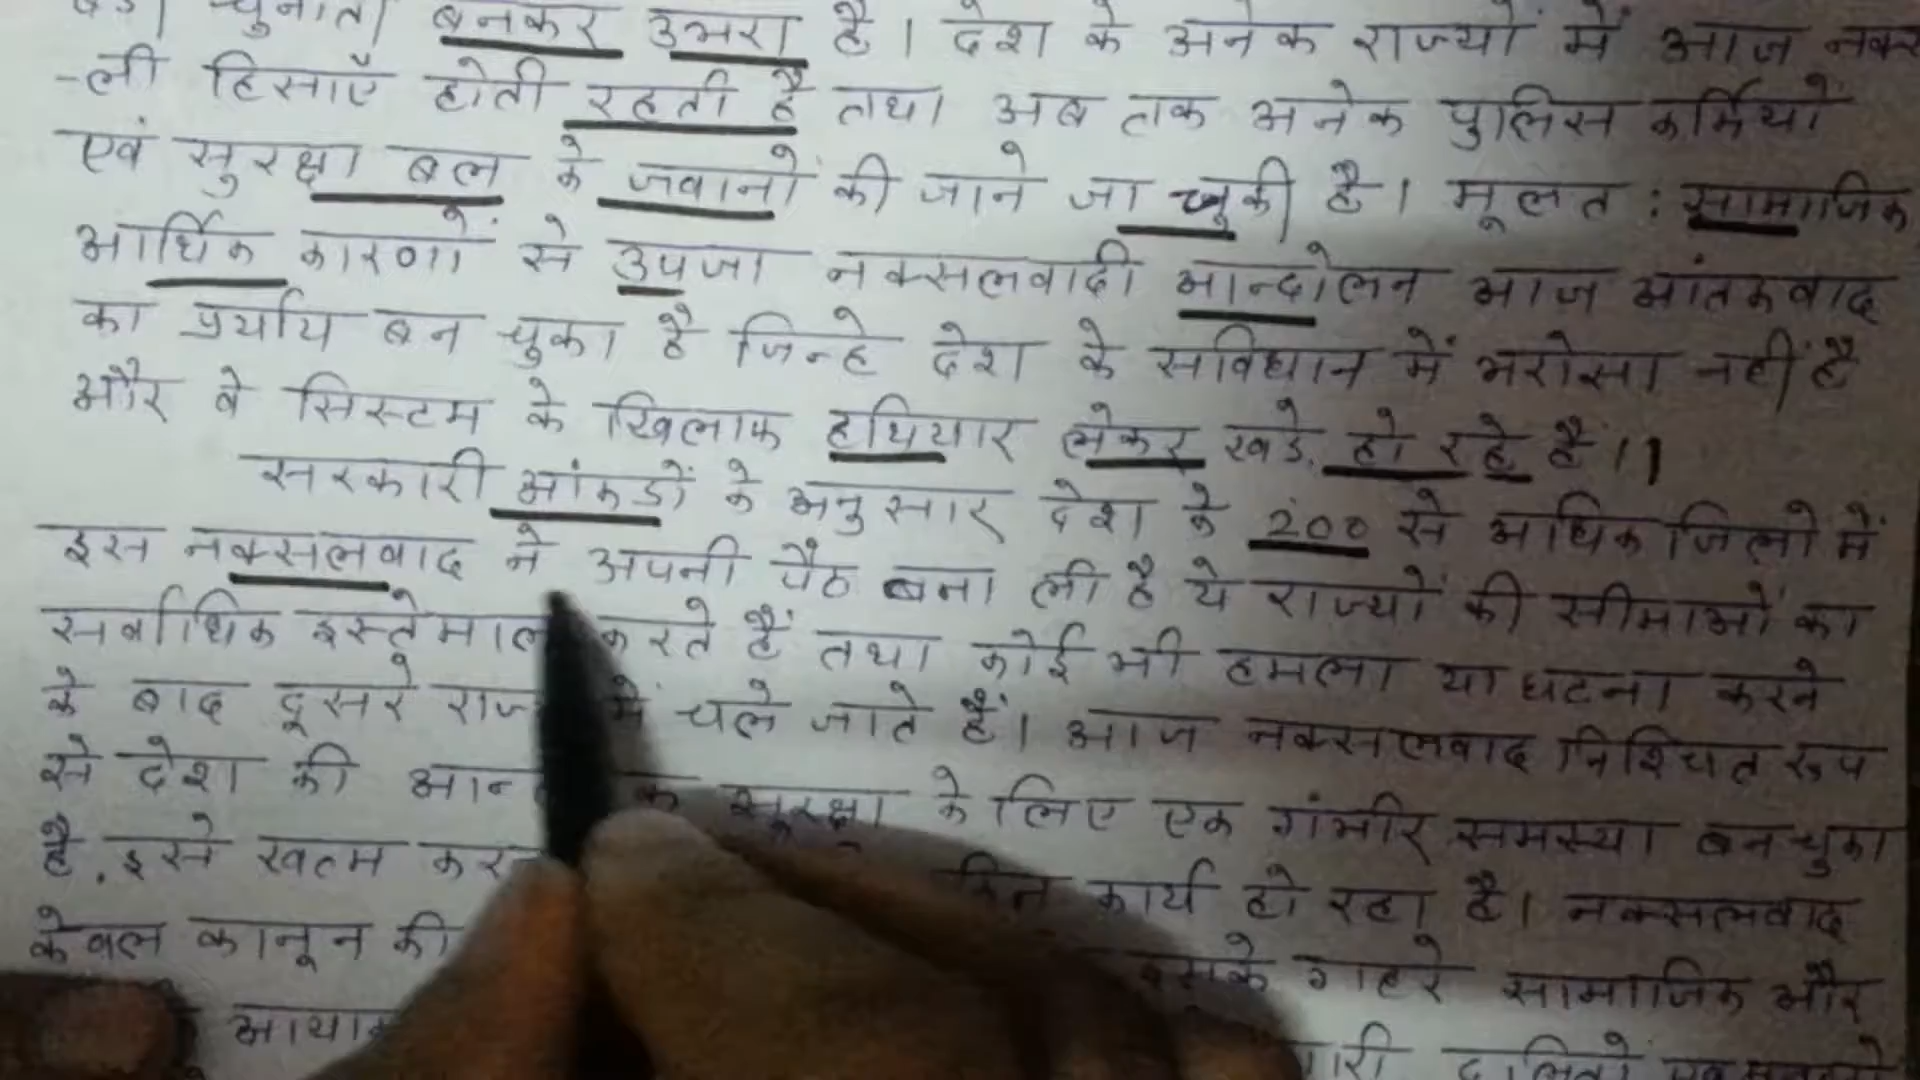 बनकर उभरा है। देश के अनेक राज्यों में आज नक्स
-ली हिसाएँ होती रहती है तथा अब तक अनेक पुलिस कर्मियों
एवं सुरक्षा बल के जवानों की जाने जा चूकी है। मूलत: सामाजिक
आर्थिक कारणों से उपजा नक्सलवादी आन्दोलन आज आंतकवाद
का प्रर्याय बन चुका है जिन्हे देश के सविधान में भरोसा नहीं है
और वे सिस्टम के खिलाफ हथियार लेकर खडे. हो रहे है।।
सरकारी आंकडों के अनुसार देश के 200 से अधिक जिलो में
इस नक्सलवाद ने अपनी पैठ बना ली है ये राज्यों की सीमाओं का
सर्वाधिक इस्तेमाल करते हैं तथा कोई भी हमला या घटना करने
के बाद दूसरे में चले जाते हैं। आज नक्सलवाद निश्चित रूप
से देश की सुरक्षा के लिए एक गंभीर समस्या बन चुका
है. इसे खत्म कार्य हो रहा है। नक्सलवाद
केवल कानून की गहरे सामाजिक और